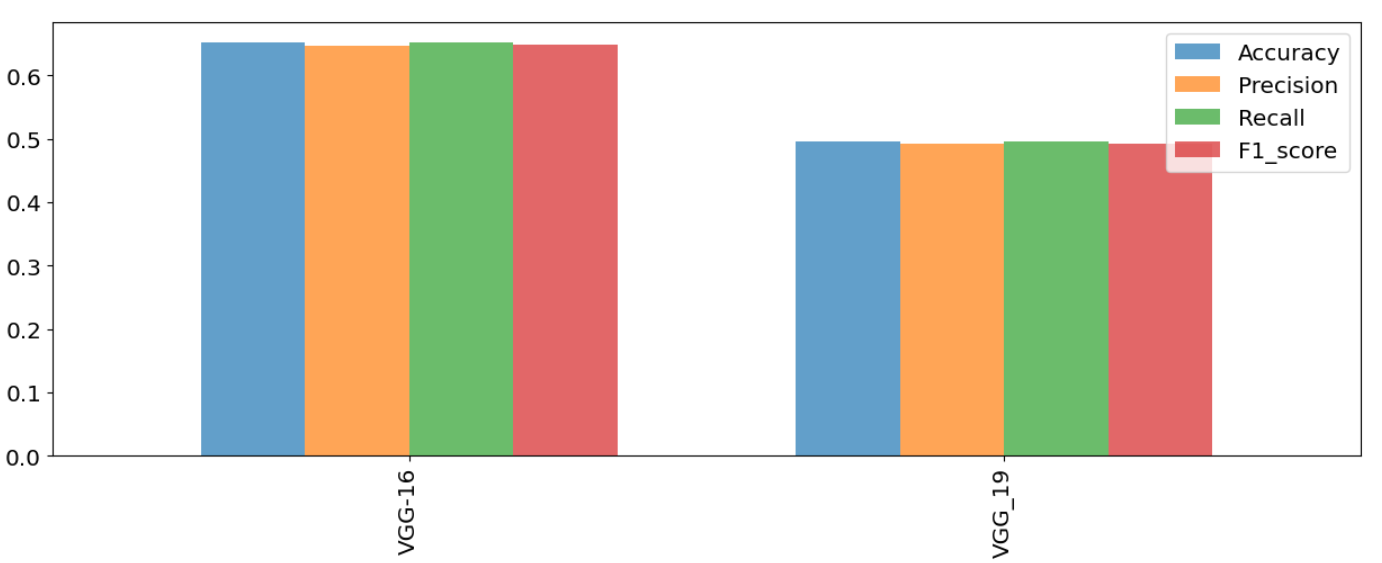 0.6
0.5
0.4
0.3
0.2
0.1
0.0
Accuracy
Precision
Recall
F1_score
VGG-16
VGG_19